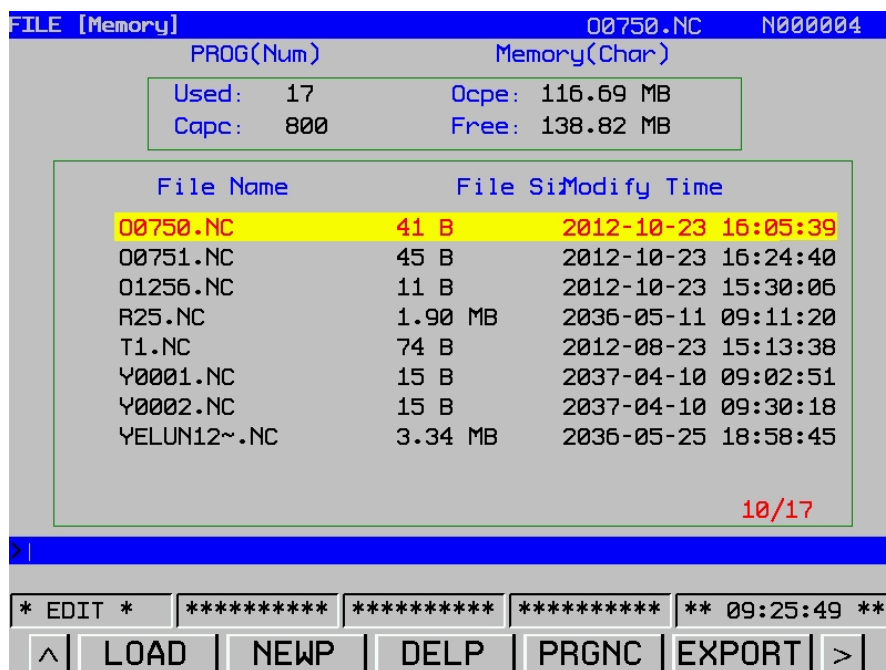 FILE [Memory] O0750.NC N000004
PROG(Num) Memory(Char)
Used: 17 Ocpe: 116.69 MB
Capc: 800 Free: 138.82 MB
File Name File Si Modify Time
O0750.NC 41 B 2012-10-23 16:05:39
O0751.NC 45 B 2012-10-23 16:24:40
O1256.NC 11 B 2012-10-23 15:30:06
R25.NC 1.90 MB 2036-05-11 09:11:20
T1.NC 74 B 2012-08-23 15:13:38
Y0001.NC 15 B 2037-04-10 09:02:51
Y0002.NC 15 B 2037-04-10 09:30:18
YELUN12~.NC 3.34 MB 2036-05-25 18:58:45
10/17
>|
* EDIT * ********** ********** ********** ** 09:25:49 **
^ LOAD NEWP DELP PRGNC EXPORT >